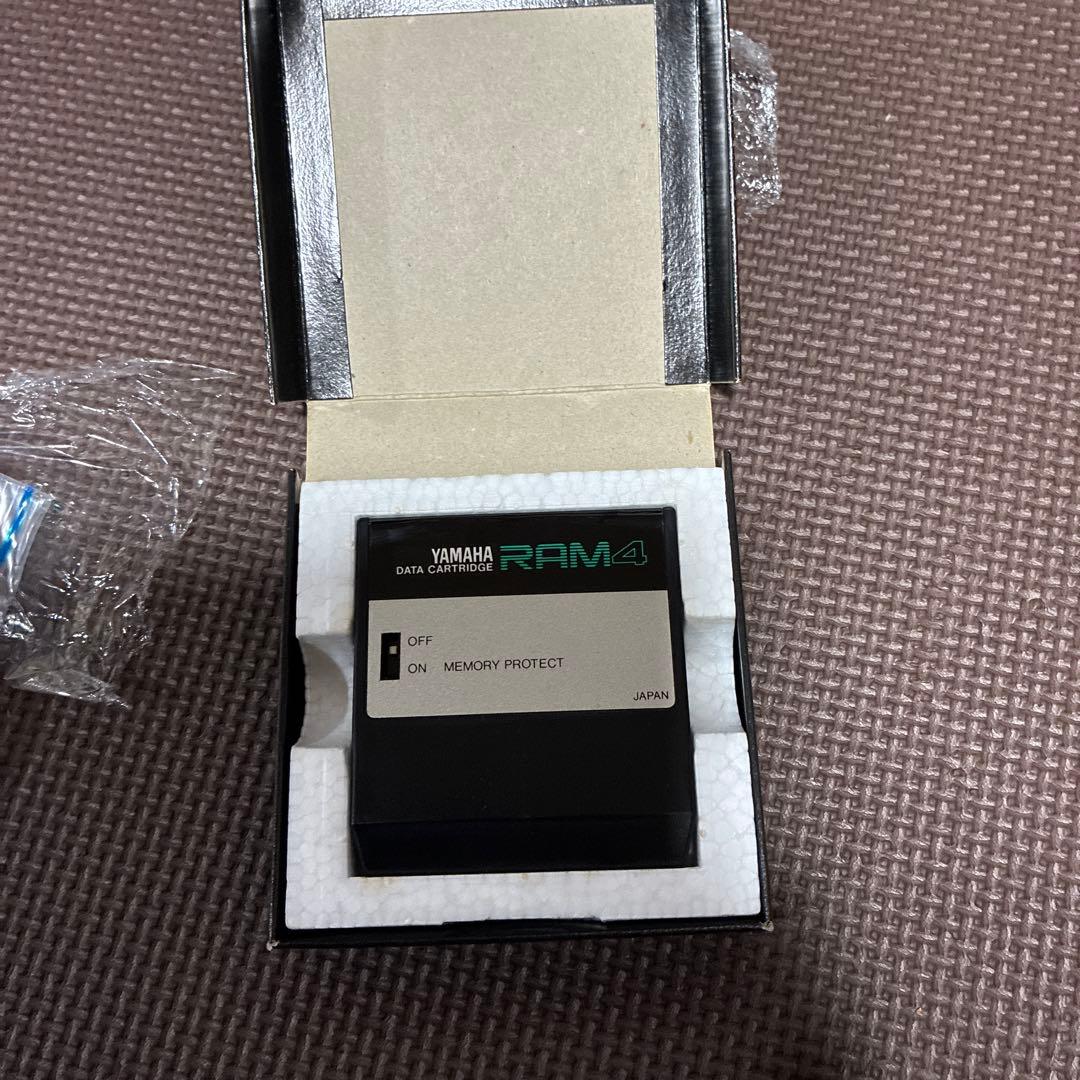 YAMAHA RAM4
DATA CARTRIDGE
OFF
ON MEMORY PROTECT
JAPAN